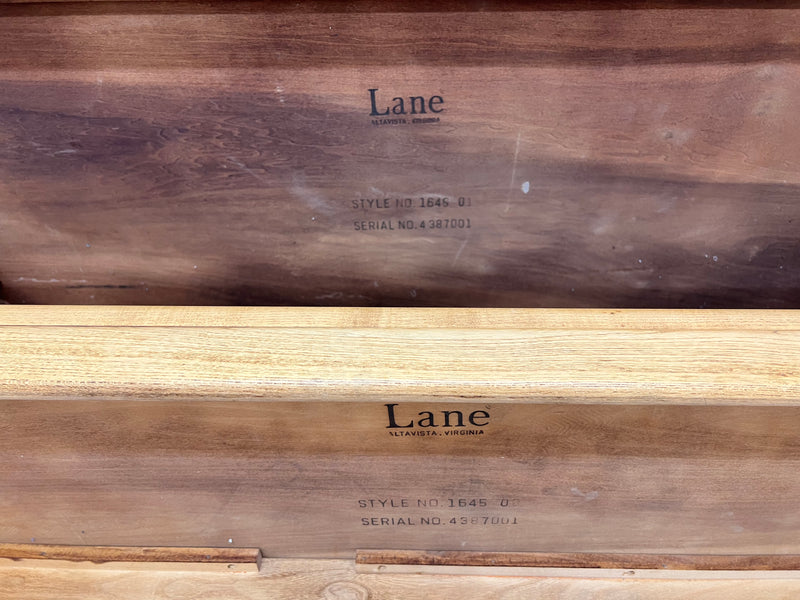 Lane
ALTAVISTA . VIRGINIA
STYLE NO. 1645 01
SERIAL NO. 4387001
Lane
ALTAVISTA . VIRGINIA
STYLE NO. 1645
SERIAL NO. 4387001